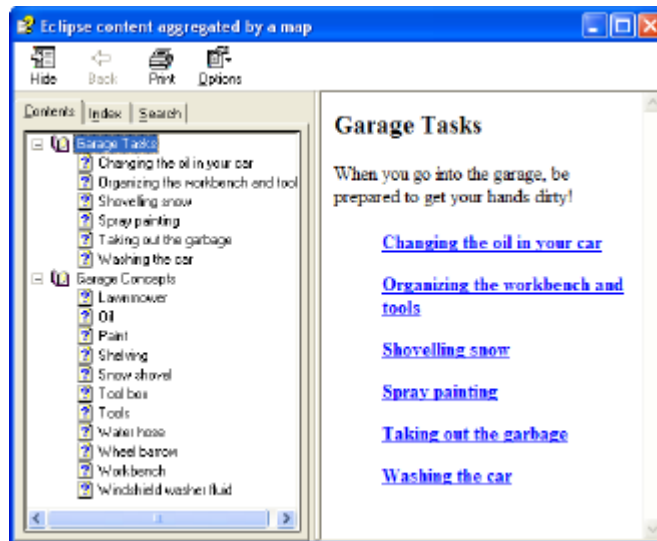 Eclipse content aggregated by a map
Hide Back Print Options
Contents Index Search
Garage Tasks
Changing the oil in your car
Organizing the workbench and tool
Shovelling snow
Spray painting
Taking out the garbage
Washing the car
Garage Concepts
Lawnmower
Oil
Paint
Shelving
Snow shovel
Tool box
Tools
Water hose
Wheel barrow
Workbench
Windshield washer fluid
Garage Tasks
When you go into the garage, be
prepared to get your hands dirty!
Changing the oil in your car
Organizing the workbench and
tools
Shovelling snow
Spray painting
Taking out the garbage
Washing the car